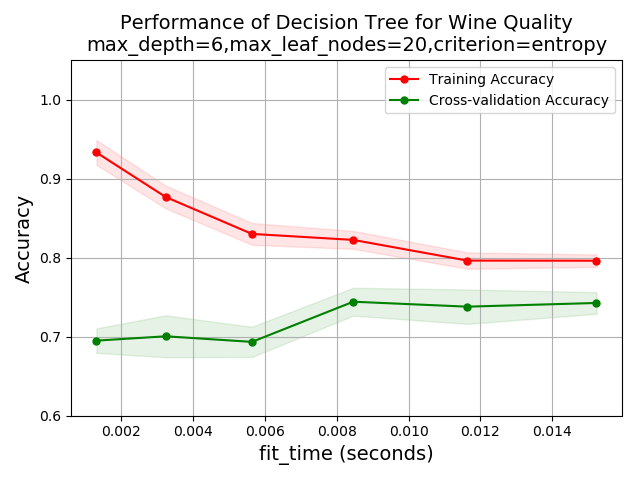 Performance of Decision Tree for Wine Quality
max_depth=6,max_leaf_nodes=20,criterion=entropy
Training Accuracy
Cross-validation Accuracy
1.0
0.9
0.8
0.7
0.6
Accuracy
0.002 0.004 0.006 0.008 0.010 0.012 0.014
fit_time (seconds)